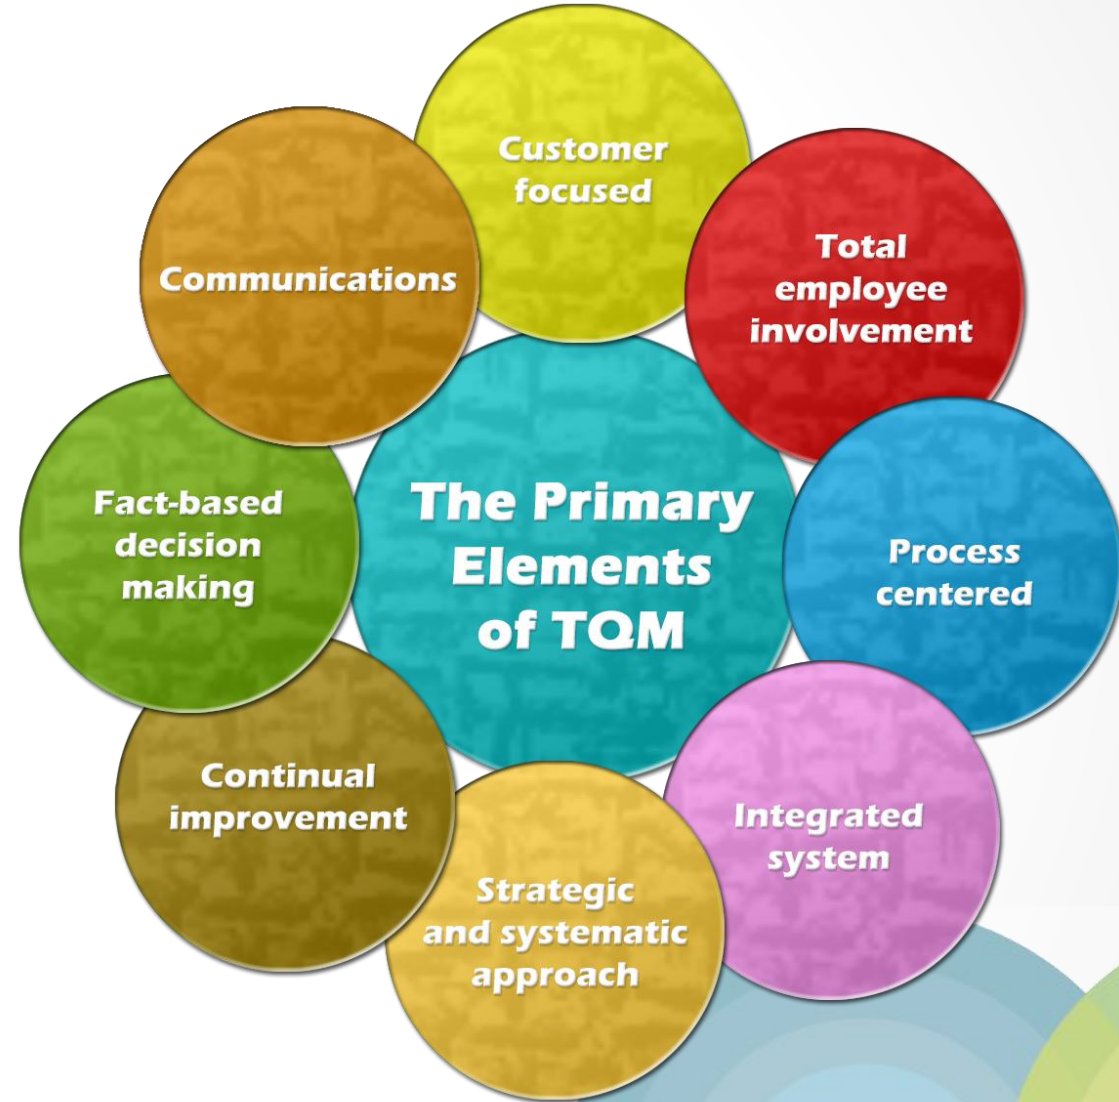 Customer
focused
Total
employee
involvement
Process
centered
Integrated
system
Strategic
and systematic
approach
Continual
improvement
Fact-based
decision
making
Communications
The Primary
Elements
of TQM